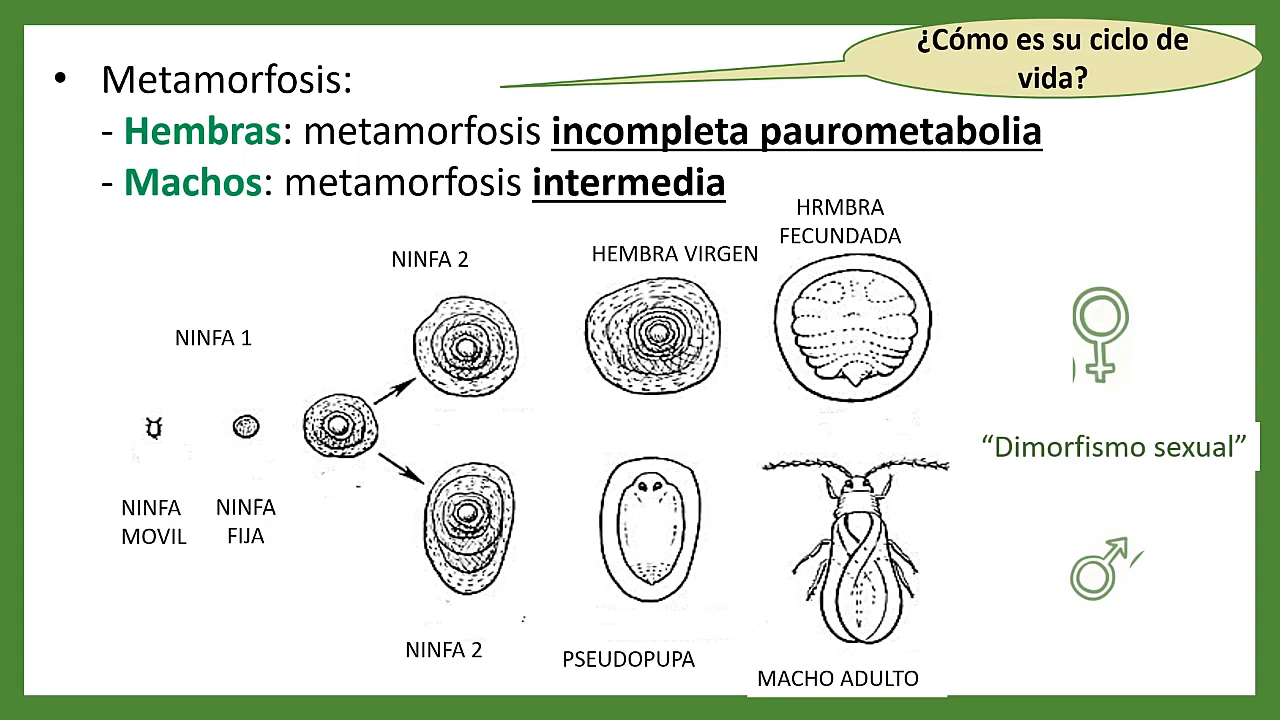 ¿Cómo es su ciclo de
vida?
• Metamorfosis:
- Hembras: metamorfosis incompleta paurometabolia
- Machos: metamorfosis intermedia
HRMBRA
FECUNDADA
NINFA 2
HEMBRA VIRGEN
NINFA 1
“Dimorfismo sexual”
NINFA
MOVIL
NINFA
FIJA
NINFA 2
PSEUDOPUPA
MACHO ADULTO